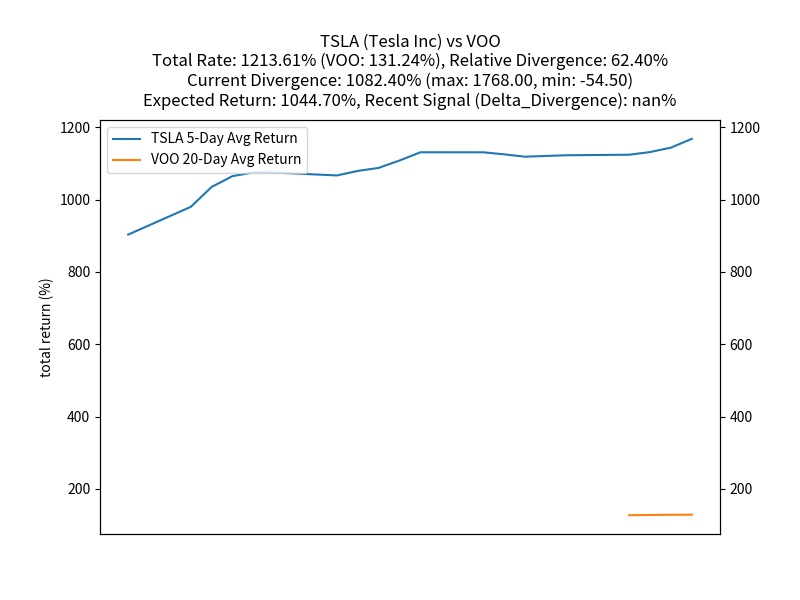 TSLA (Tesla Inc) vs VOO
Total Rate: 1213.61% (VOO: 131.24%), Relative Divergence: 62.40%
Current Divergence: 1082.40% (max: 1768.00, min: -54.50)
Expected Return: 1044.70%, Recent Signal (Delta_Divergence): nan%
TSLA 5-Day Avg Return
VOO 20-Day Avg Return
total return (%)
1200
1000
800
600
400
200
1200
1000
800
600
400
200